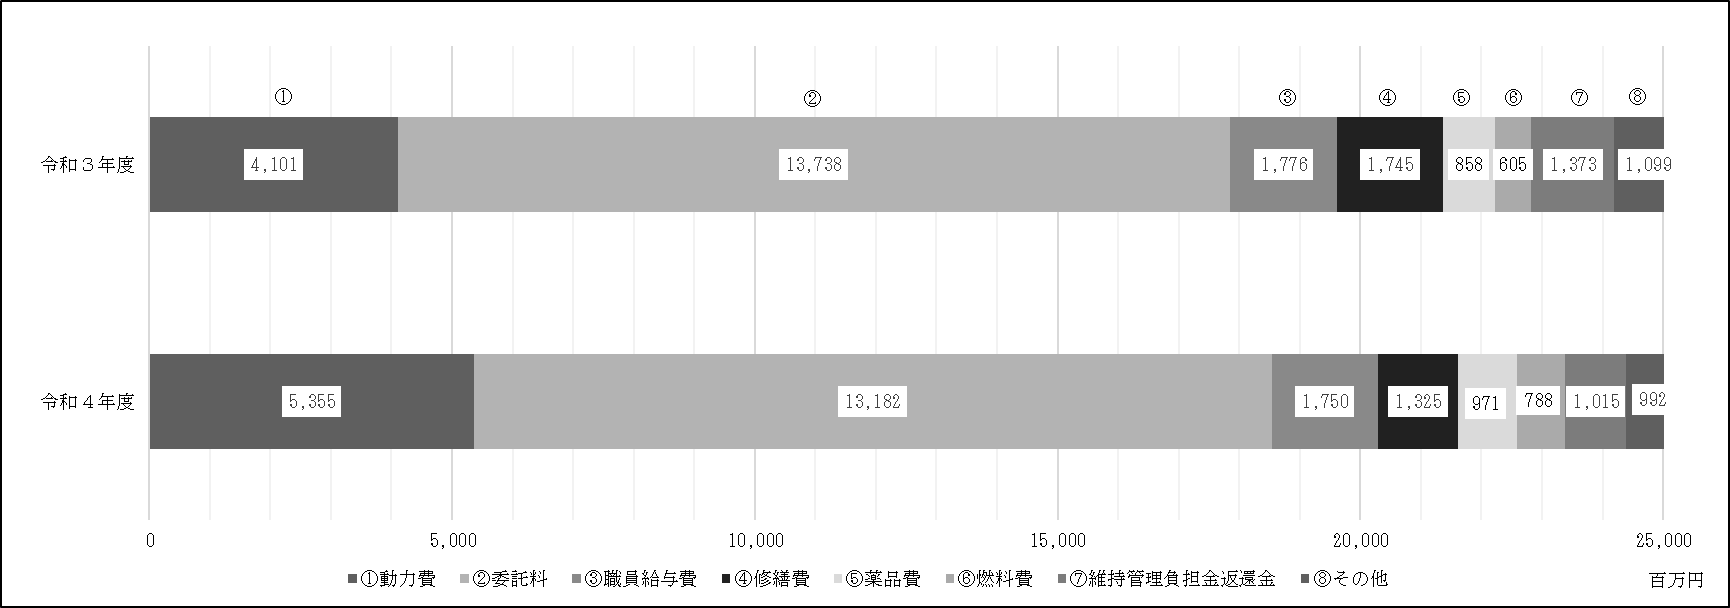 ① ② ③ ④ ⑤ ⑥ ⑦ ⑧
令和３年度 4,101 13,738 1,776 1,745 858 605 1,373 1,099
令和４年度 5,355 13,182 1,750 1,325 971 788 1,015 992
0 5,000 10,000 15,000 20,000 25,000
①動力費 ②委託料 ③職員給与費 ④修繕費 ⑤薬品費 ⑥燃料費 ⑦維持管理負担金返還金 ⑧その他 百万円